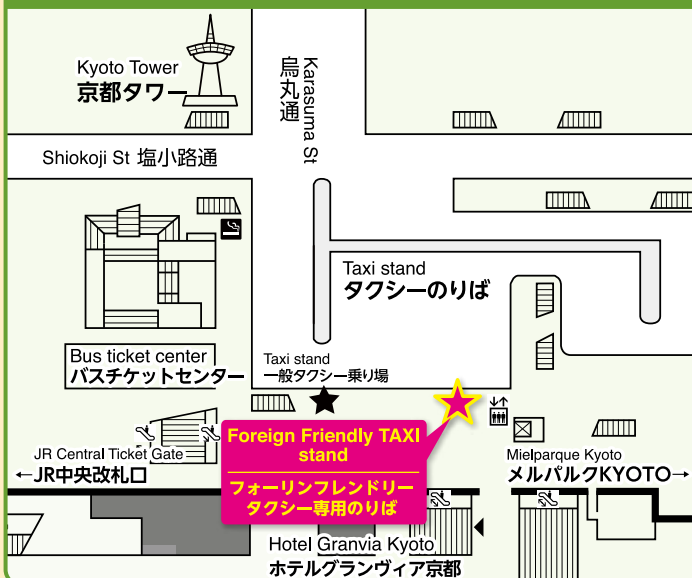 Kyoto Tower
京都タワー
Karasuma St
烏丸通
Shiokoji St 塩小路通
Taxi stand
タクシーのりば
Bus ticket center
バスチケットセンター
Taxi stand
一般タクシー乗り場
Foreign Friendly TAXI
stand
フォーリンフレンドリー
タクシー専用のりば
JR Central Ticket Gate
←JR中央改札口
Mielparque Kyoto
メルパルクKYOTO→
Hotel Granvia Kyoto
ホテルグランヴィア京都